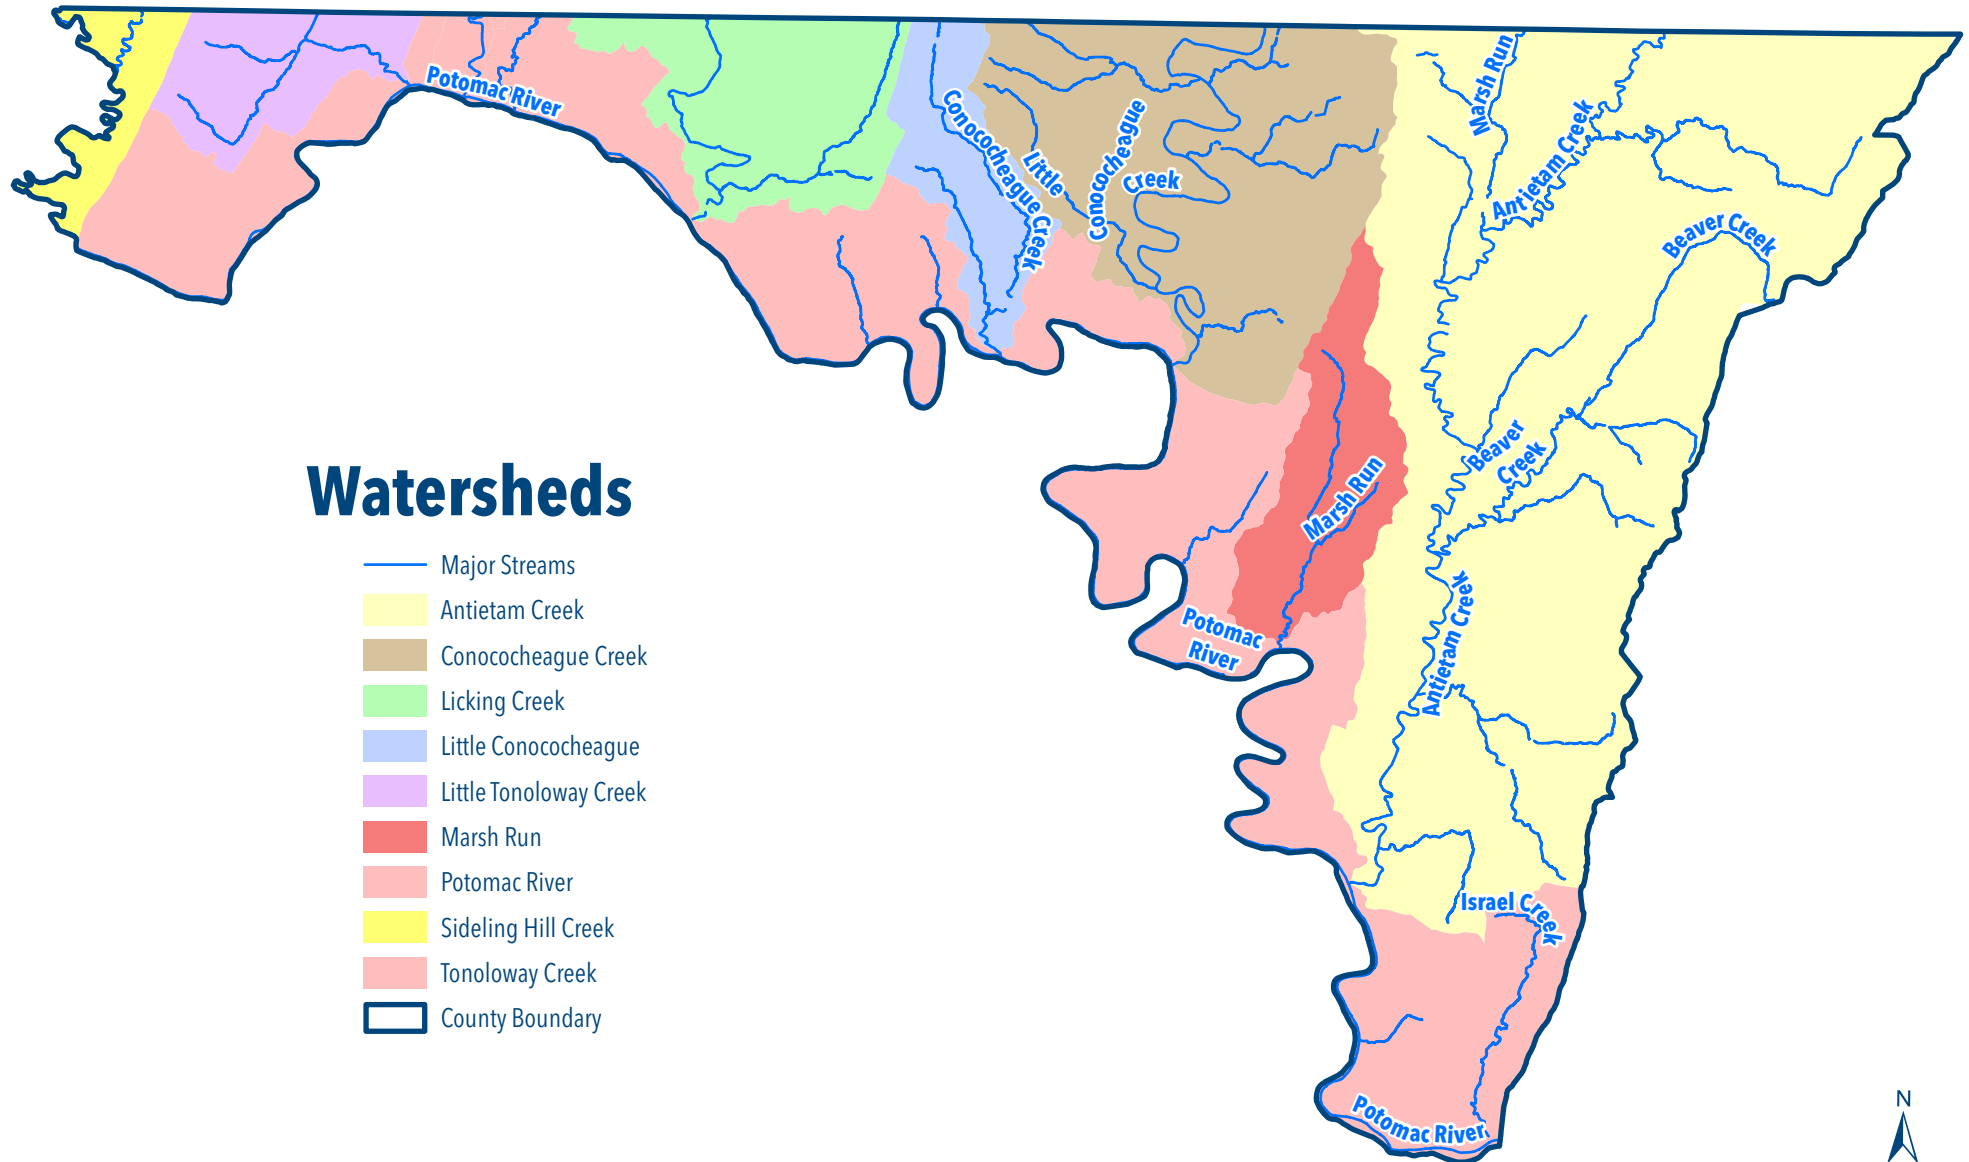 Potomac River
Marsh Run
Antietam Creek
Conococheague Creek
Little
Conococheague
Creek
Beaver Creek
Beaver
Creek
Marsh Run
Potomac
River
Antietam Creek
Israel Creek
Potomac River
Watersheds
Major Streams
Antietam Creek
Conococheague Creek
Licking Creek
Little Conococheague
Little Tonoloway Creek
Marsh Run
Potomac River
Sideling Hill Creek
Tonoloway Creek
County Boundary
N